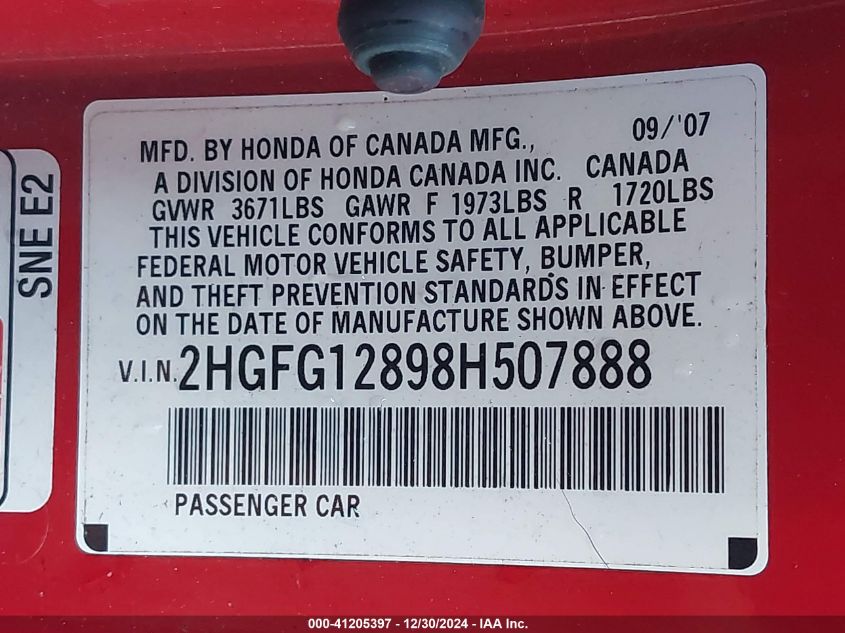 09/'07
MFD. BY HONDA OF CANADA MFG.,
A DIVISION OF HONDA CANADA INC. CANADA
GVWR 3671LBS GAWR F 1973LBS R 1720LBS
THIS VEHICLE CONFORMS TO ALL APPLICABLE
FEDERAL MOTOR VEHICLE SAFETY, BUMPER,
AND THEFT PREVENTION STANDARDS IN EFFECT
ON THE DATE OF MANUFACTURE SHOWN ABOVE.
V.I.N. 2HGFG12898H507888
PASSENGER CAR
SNE E2
000-41205397 - 12/30/2024 - IAA Inc.